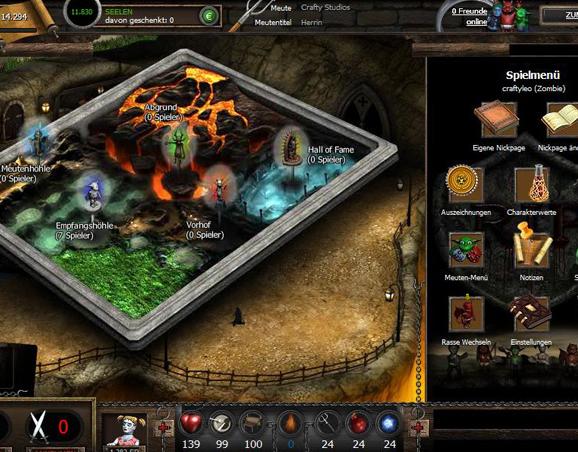 14.294
11.830
SEELEN
davon geschenkt: 0
Meute Crafty Studios
Meutentitel Herrin
0 Freunde
online
Spielmenü
craftyleo (Zombie)
Eigene Nickpage
Nickpage
Auszeichnungen
Charakterwerte
Meuten-Menü
Notizen
Rasse Wechseln
Einstellungen
Abgrund
(0 Spieler)
Hall of Fame
(0 Spieler)
Meutenhöhle
(0 Spieler)
Empfangshöhle
(7 Spieler)
Vorhof
(0 Spieler)
0
139 99 100 0 24 24 24